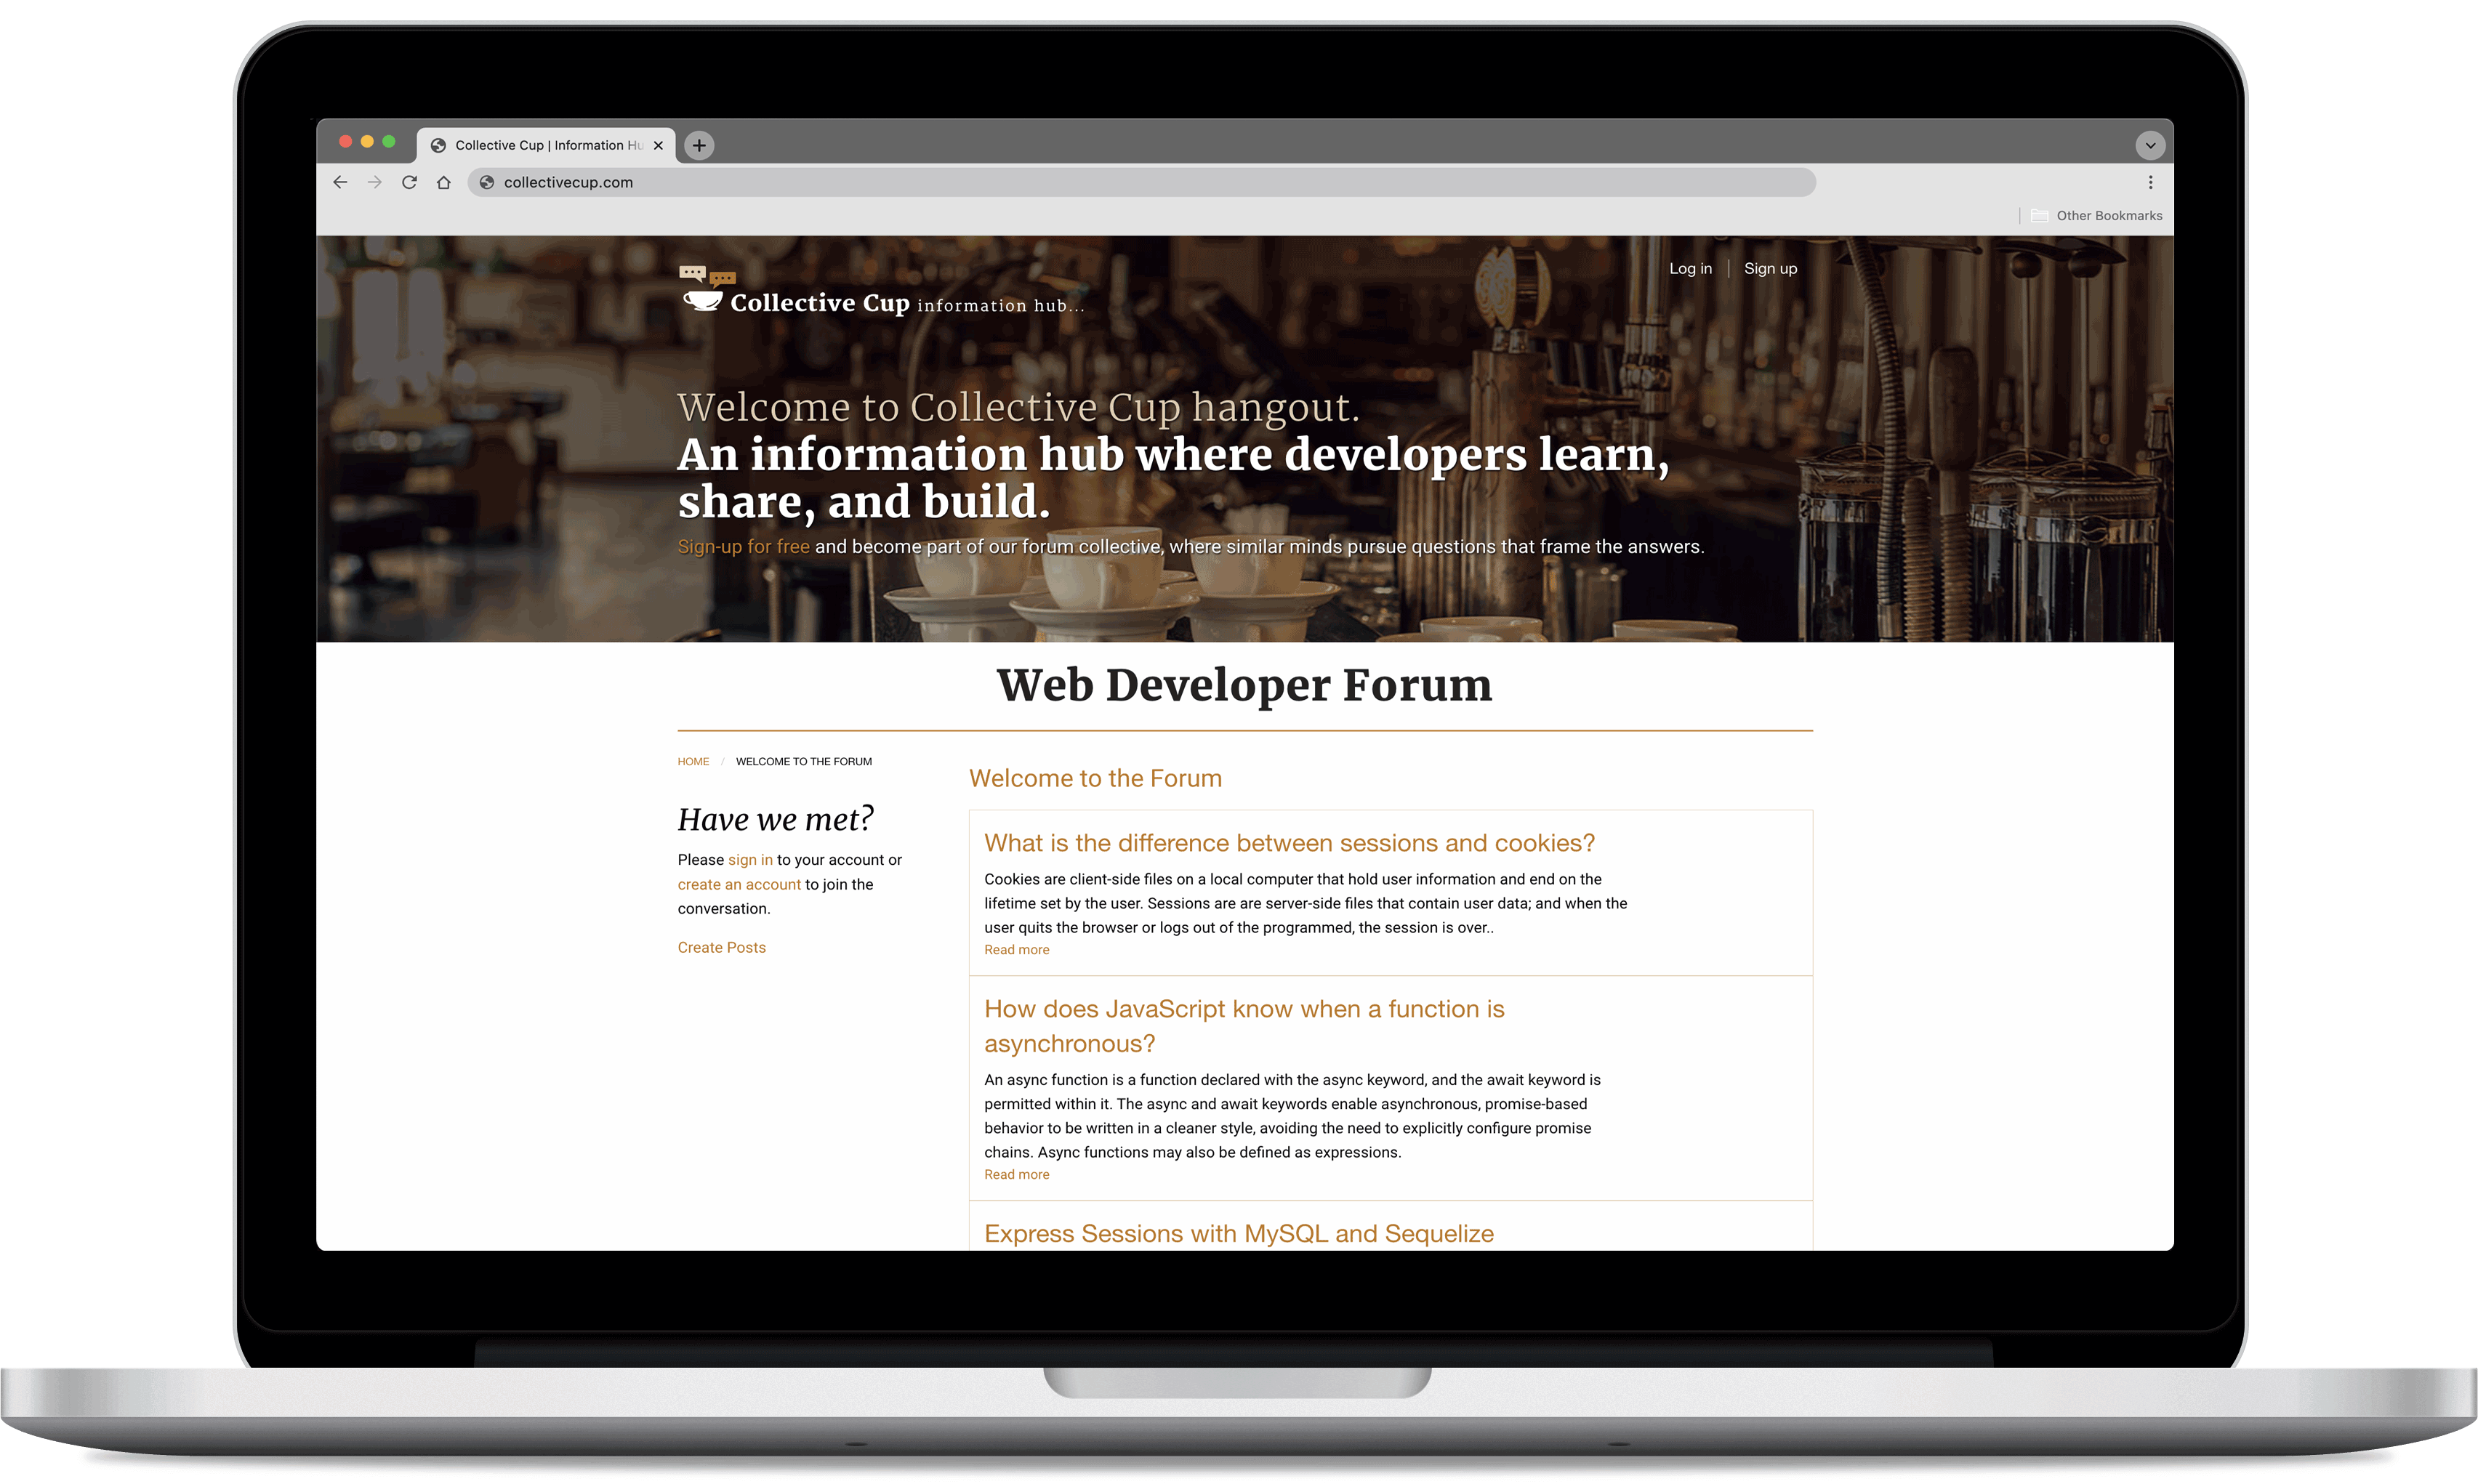 Collective Cup | Information Hu
collectivecup.com
Other Bookmarks
Log in | Sign up
Collective Cup information hub...
Welcome to Collective Cup hangout.
An information hub where developers learn,
share, and build.
Sign-up for free and become part of our forum collective, where similar minds pursue questions that frame the answers.
Web Developer Forum
HOME / WELCOME TO THE FORUM
Have we met?
Please sign in to your account or
create an account to join the
conversation.
Create Posts
Welcome to the Forum
What is the difference between sessions and cookies?
Cookies are client-side files on a local computer that hold user information and end on the
lifetime set by the user. Sessions are are server-side files that contain user data; and when the
user quits the browser or logs out of the programmed, the session is over..
Read more
How does JavaScript know when a function is
asynchronous?
An async function is a function declared with the async keyword, and the await keyword is
permitted within it. The async and await keywords enable asynchronous, promise-based
behavior to be written in a cleaner style, avoiding the need to explicitly configure promise
chains. Async functions may also be defined as expressions.
Read more
Express Sessions with MySQL and Sequelize